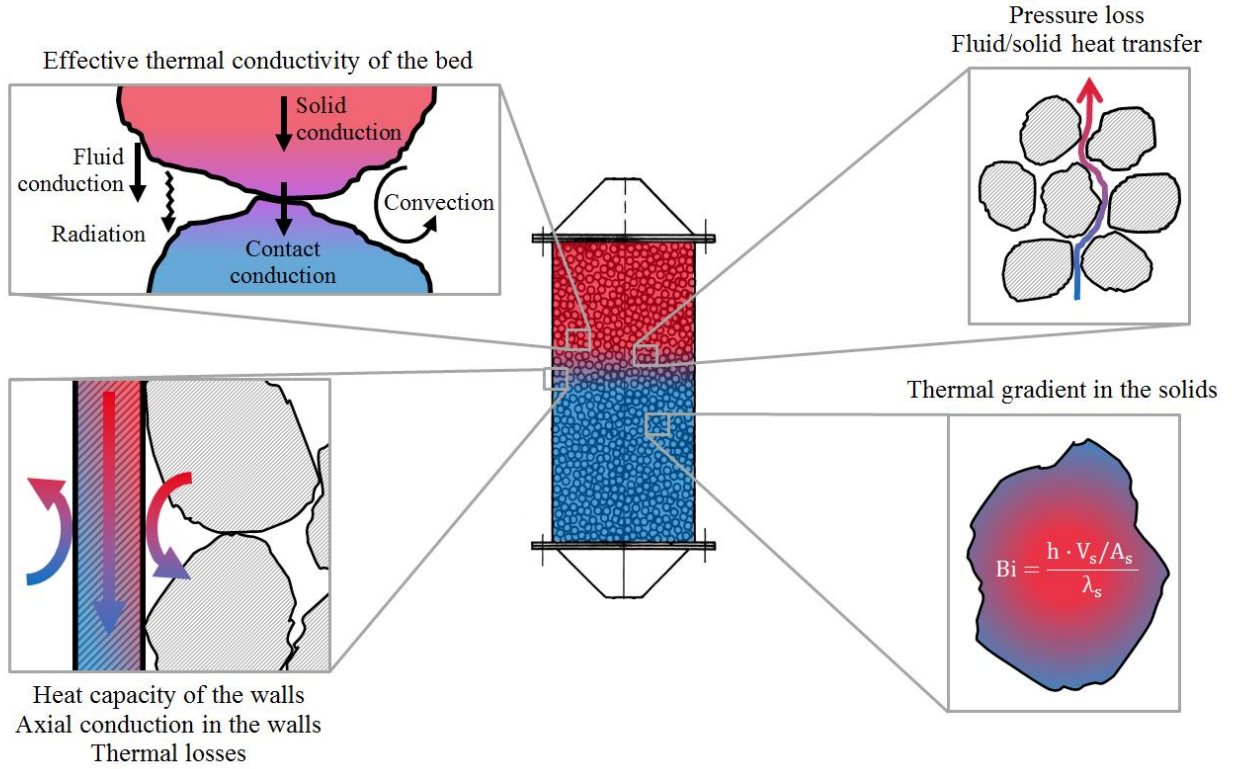 Effective thermal conductivity of the bed
Solid
conduction
Fluid
conduction
Radiation
Convection
Contact
conduction
Pressure loss
Fluid/solid heat transfer
Heat capacity of the walls
Axial conduction in the walls
Thermal losses
Thermal gradient in the solids
Bi = h · Vs/As / λs